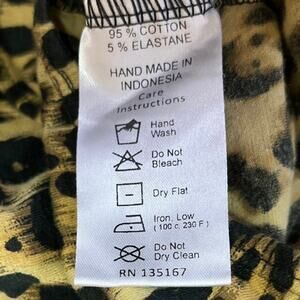 95 % COTTON
5 % ELASTANE
HAND MADE IN
INDONESIA
Care
Instructions
Hand
Wash
Do Not
Bleach
Dry Flat
Iron, Low
( 100 c, 230 F )
Do Not
Dry Clean
RN 135167